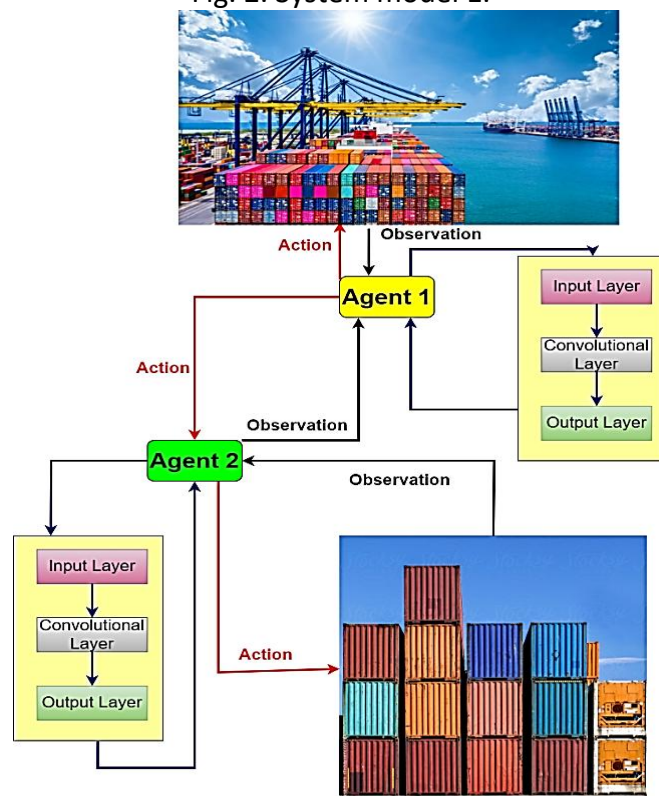 Action
Observation
Agent 1
Input Layer
Convolutional
Layer
Output Layer
Action
Observation
Agent 2
Observation
Input Layer
Convolutional
Layer
Output Layer
Action